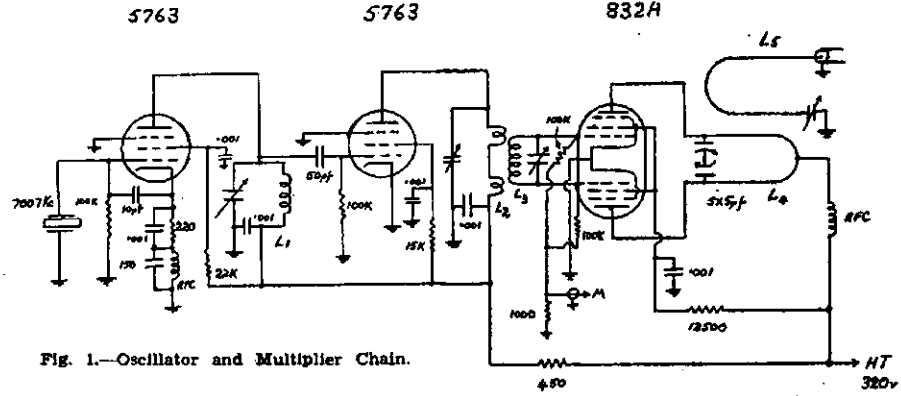 5763
5763
832A
L5
.001
100K
7007Kc
100K
10pf
.001
220
150
RFC
22K
.001
L1
50pf
100K
.001
15K
L2
.001
L3
100K
1000
M
5x5pf
L4
RFC
.001
12500
450
HT
320v
Fig. 1.—Oscillator and Multiplier Chain.